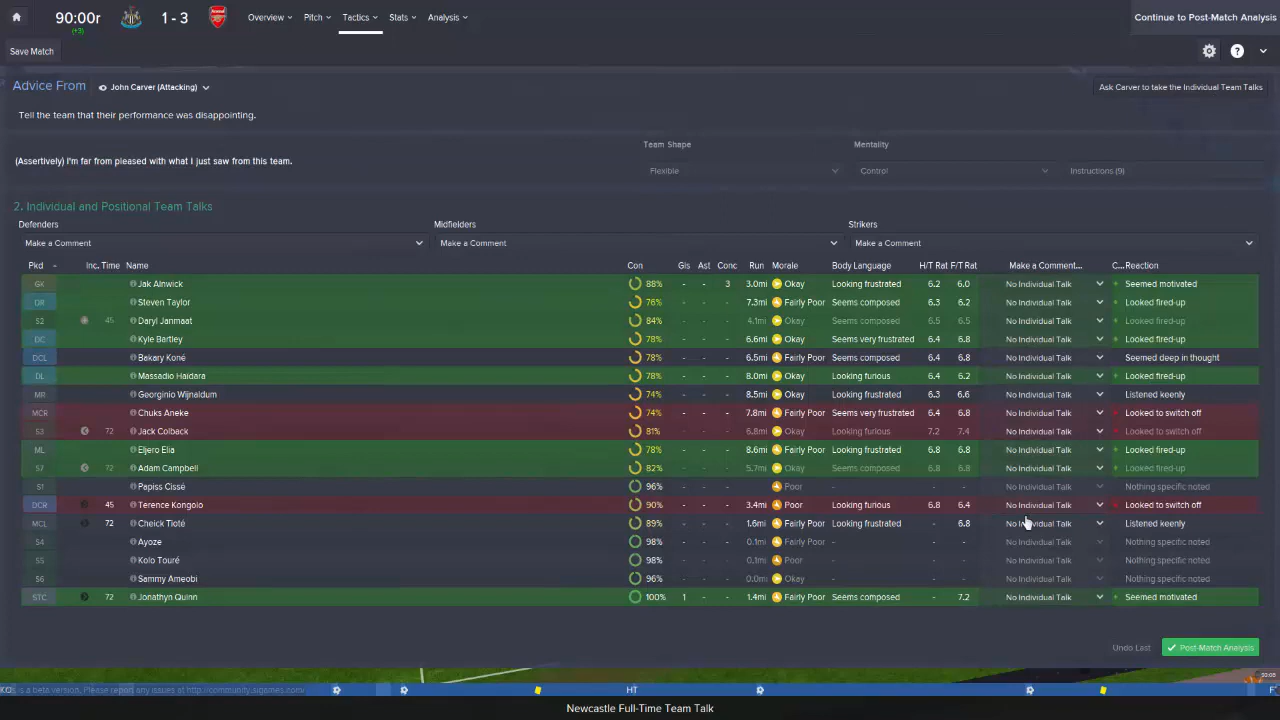 90:00r
(+3)
1 - 3
Overview
Pitch
Tactics
Stats
Analysis
Continue to Post-Match Analysis
Save Match
Advice From John Carver (Attacking)
Ask Carver to take the Individual Team Talks
Tell the team that their performance was disappointing.
Team Shape Mentality
(Assertively) I'm far from pleased with what I just saw from this team.
Flexible Control Instructions (9)
2. Individual and Positional Team Talks
Defenders Midfielders Strikers
Make a Comment Make a Comment Make a Comment
Pkd Inc. Time Name Con Gls Ast Conc Run Morale Body Language H/T Rat F/T Rat Make a Comment... C... Reaction
GK Jak Alnwick 88% - - 3 3.0mi Okay Looking frustrated 6.2 6.0 No Individual Talk Seemed motivated
DR Steven Taylor 76% - - - 7.3mi Fairly Poor Seems composed 6.3 6.2 No Individual Talk Looked fired-up
S2 45 Daryl Janmaat 84% - - - 4.1mi Okay Seems composed 6.5 6.5 No Individual Talk Looked fired-up
DC Kyle Bartley 78% - - - 6.6mi Okay Seems very frustrated 6.4 6.8 No Individual Talk Looked fired-up
DCL Bakary Koné 78% - - - 6.5mi Fairly Poor Seems composed 6.4 6.8 No Individual Talk Seemed deep in thought
DL Massadio Haïdara 78% - - - 8.0mi Okay Looking furious 6.4 6.2 No Individual Talk Looked fired-up
MR Georginio Wijnaldum 74% - - - 8.5mi Okay Looking frustrated 6.3 6.6 No Individual Talk Listened keenly
MCR Chuks Aneke 74% - - - 7.8mi Fairly Poor Seems very frustrated 6.4 6.8 No Individual Talk Looked to switch off
S3 72 Jack Colback 81% - - - 6.8mi Okay Looking furious 7.2 7.4 No Individual Talk Looked to switch off
ML Eljero Elia 78% - - - 8.6mi Fairly Poor Looking frustrated 6.8 6.8 No Individual Talk Looked fired-up
S7 72 Adam Campbell 82% - - - 5.7mi Okay Seems composed 6.8 6.8 No Individual Talk Looked fired-up
S1 Papiss Cissé 96% - - - Poor - - - No Individual Talk Nothing specific noted
DCR 45 Terence Kongolo 90% - - - 3.4mi Poor Looking furious 6.8 6.4 No Individual Talk Looked to switch off
MCL 72 Cheick Tioté 89% - - - 1.6mi Fairly Poor Looking frustrated - 6.8 No Individual Talk Listened keenly
S4 Ayoze 98% - - - 0.1mi Fairly Poor - - - No Individual Talk Nothing specific noted
S5 Kolo Touré 98% - - - 0.1mi Poor - - - No Individual Talk Nothing specific noted
S6 Sammy Ameobi 96% - - - 0.0mi Okay - - - No Individual Talk Nothing specific noted
STC 72 Jonathyn Quinn 100% 1 - - 1.4mi Fairly Poor Seems composed - 7.2 No Individual Talk Seemed motivated
Undo Last Post-Match Analysis
is a beta version. Please report any issues at http://community.sigames.com/
HT
Newcastle Full-Time Team Talk